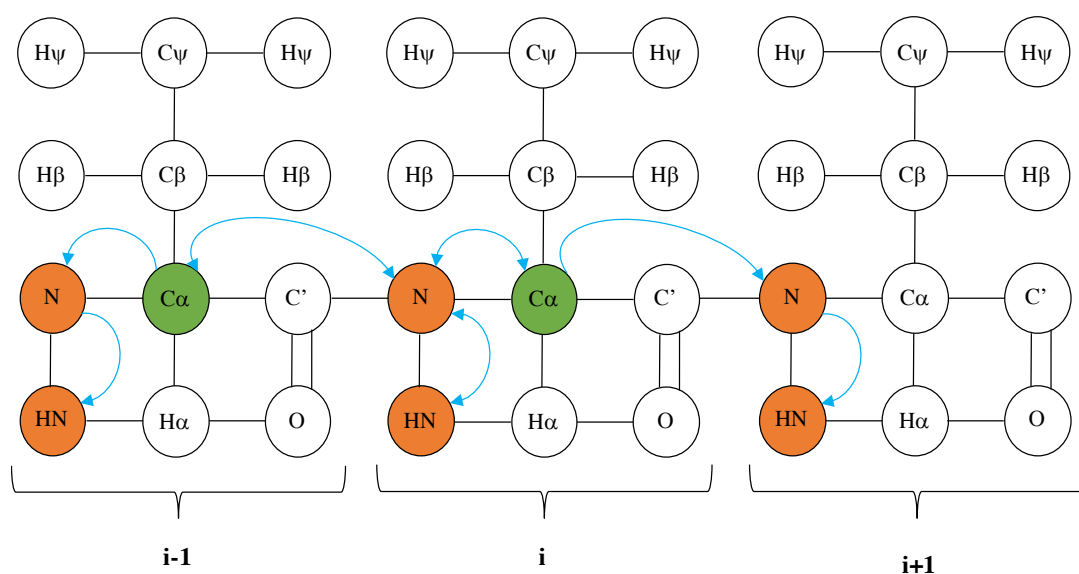 Hψ Cψ Hψ Hψ Cψ Hψ Hψ Cψ Hψ
Hβ Cβ Hβ Hβ Cβ Hβ Hβ Cβ Hβ
N Cα C’ N Cα C’ N Cα C’
HN Hα O HN Hα O HN Hα O
i-1 i i+1